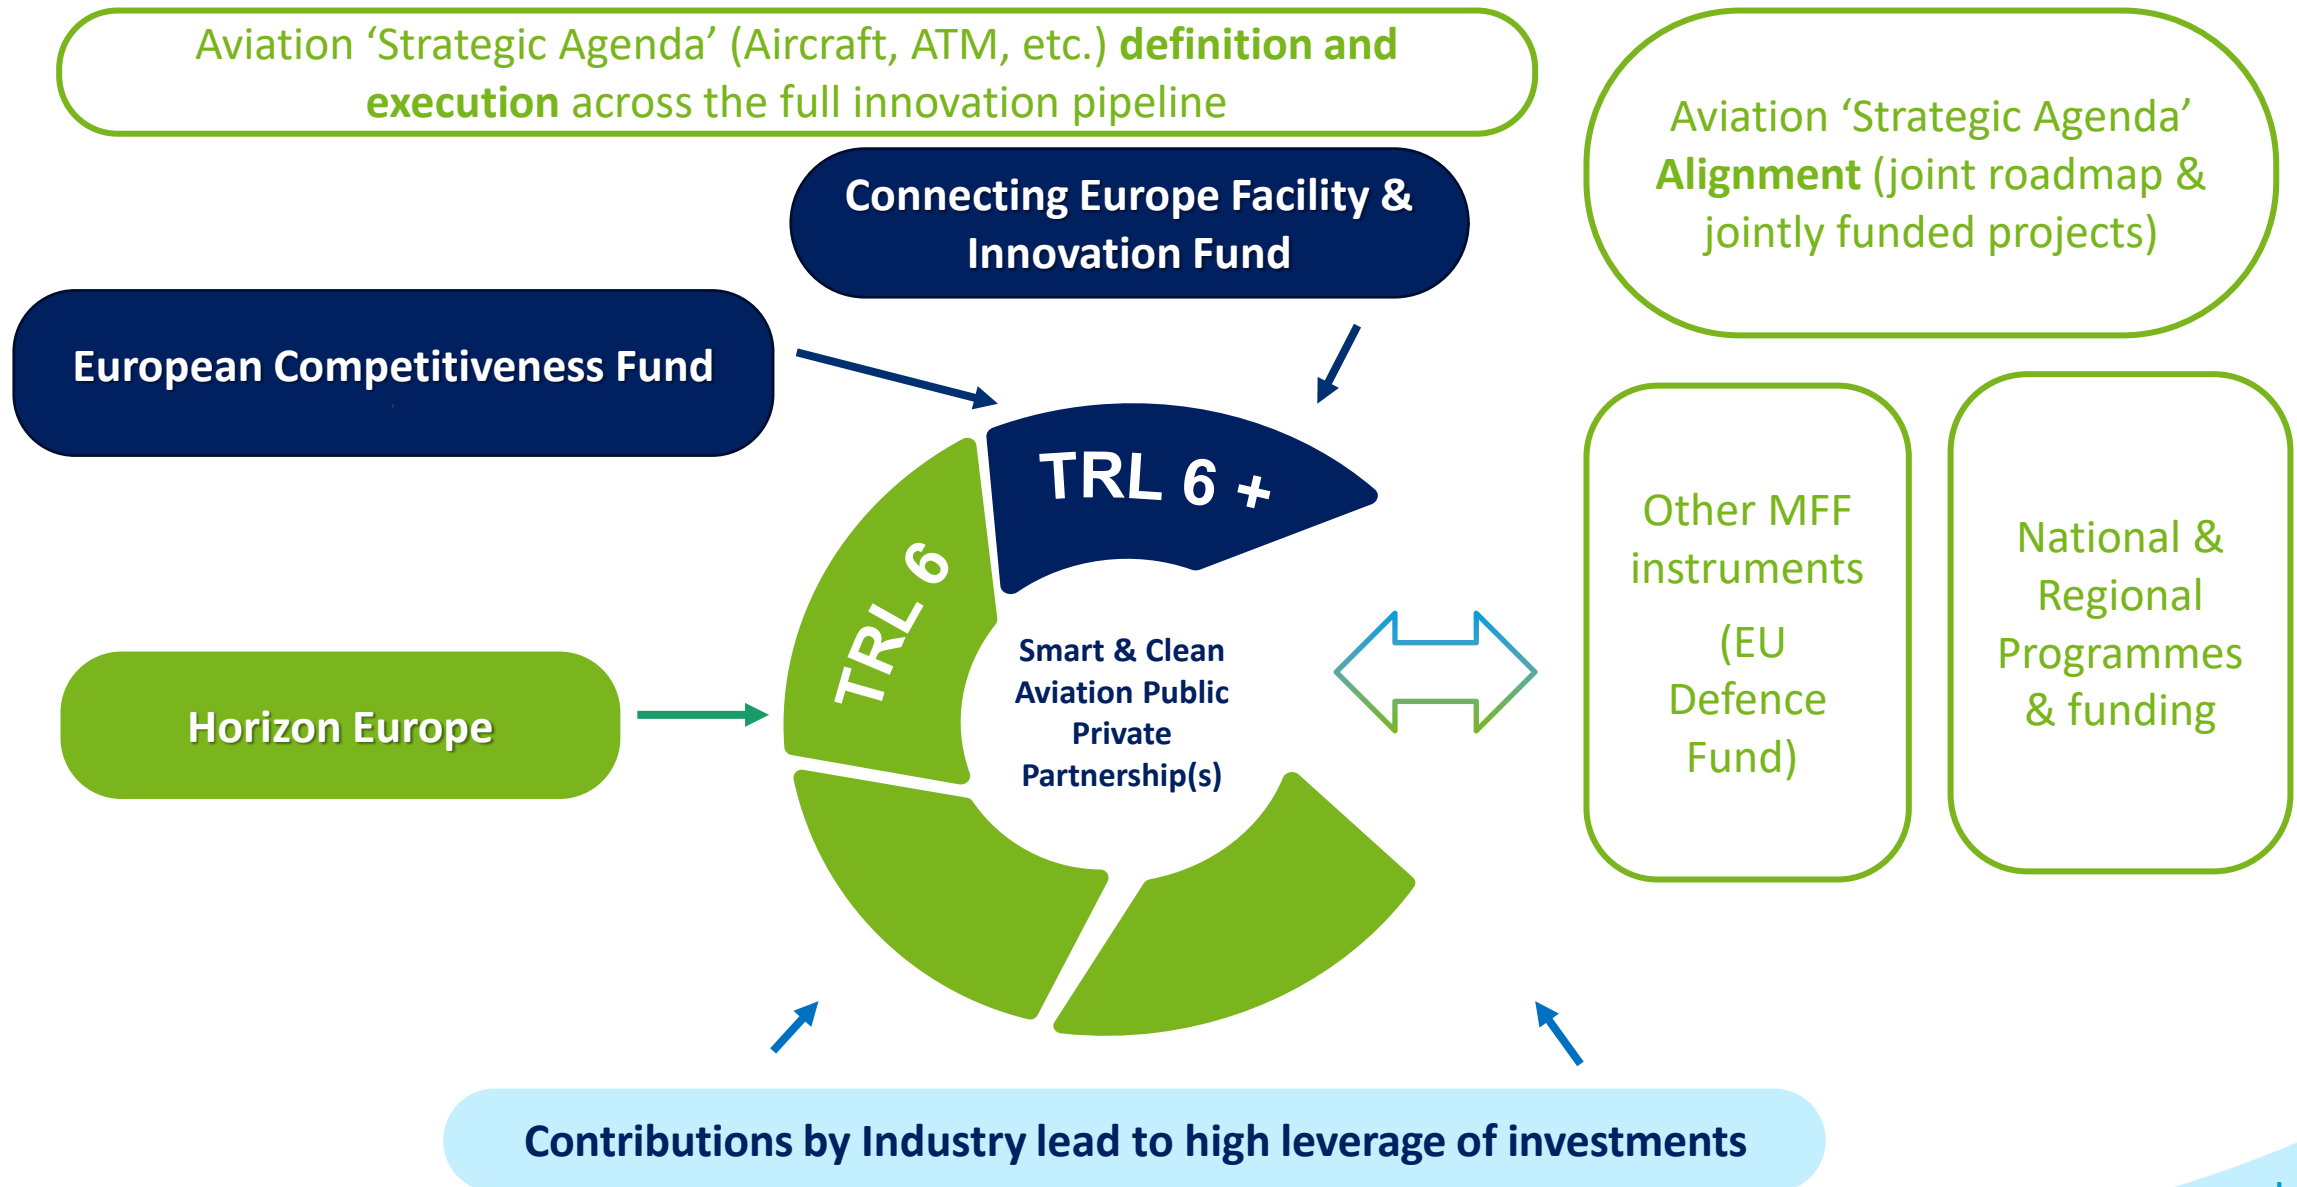 Aviation ‘Strategic Agenda’ (Aircraft, ATM, etc.) definition and
execution across the full innovation pipeline
Aviation ‘Strategic Agenda’
Alignment (joint roadmap &
jointly funded projects)
Connecting Europe Facility &
Innovation Fund
European Competitiveness Fund
TRL 6 +
TRL 6
Horizon Europe
Smart & Clean
Aviation Public
Private
Partnership(s)
Other MFF
instruments
(EU
Defence
Fund)
National &
Regional
Programmes
& funding
Contributions by Industry lead to high leverage of investments